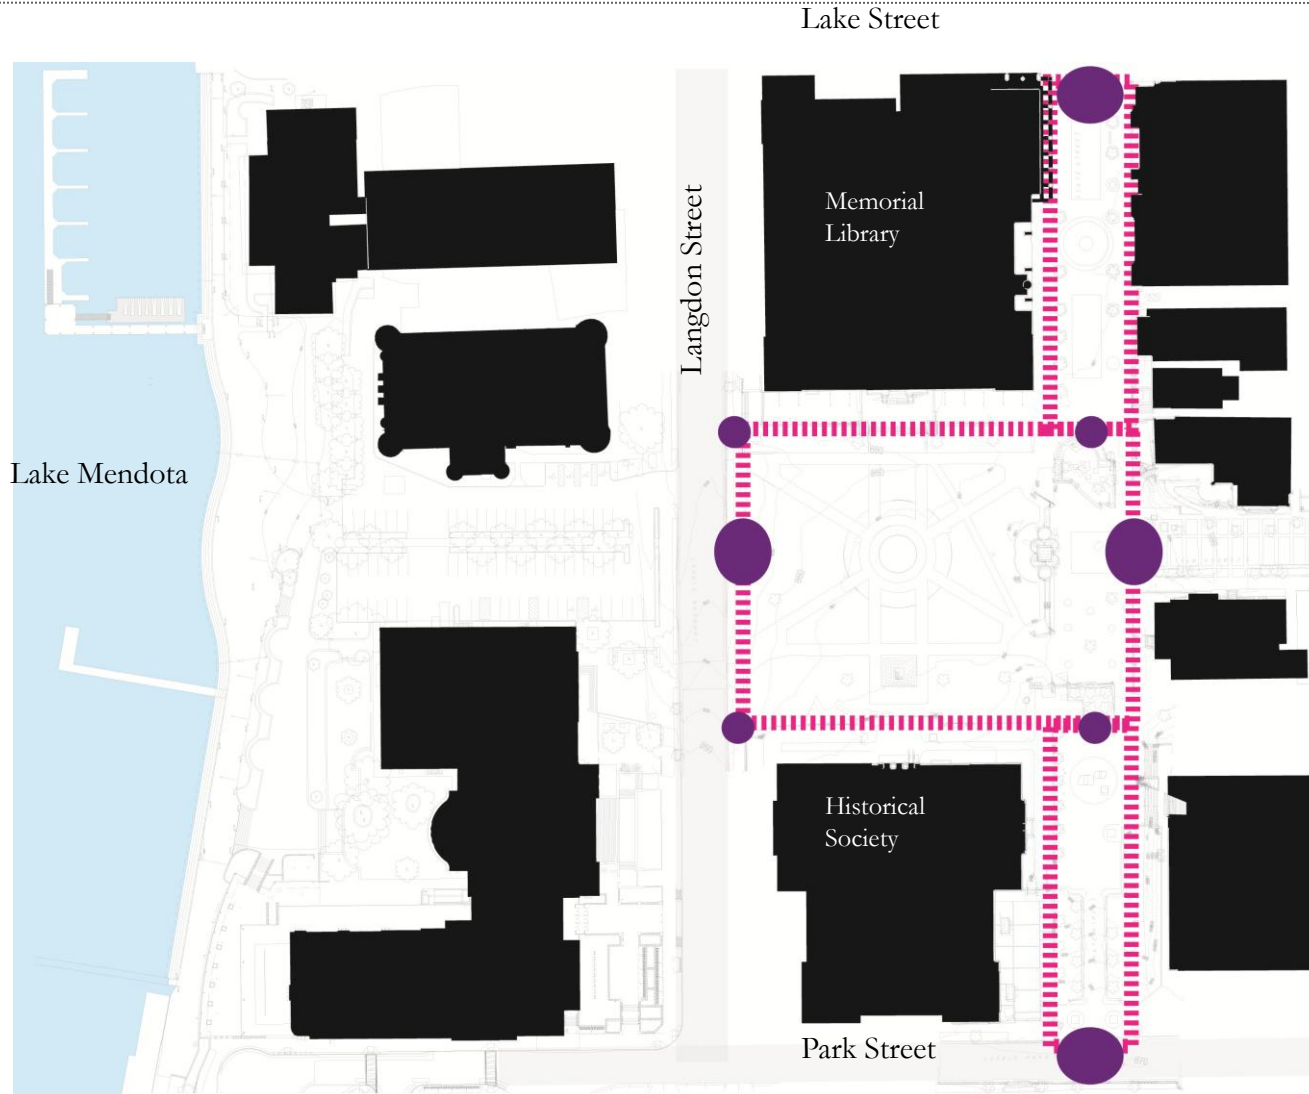 Lake Street
Memorial
Library
Langdon Street
Lake Mendota
Historical
Society
Park Street